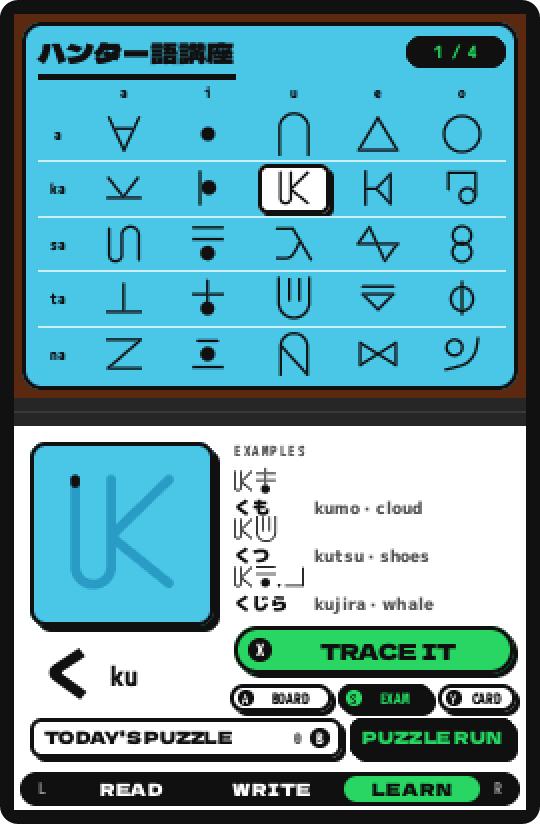 ハンター語講座
1 / 4
a i u e o
a
ka
sa
ta
na
EXAMPLES
くも kumo · cloud
くつ kutsu · shoes
くじら kujira · whale
く ku
X TRACE IT
A BOARD S EXAM Y CARD
TODAY'S PUZZLE 0 B PUZZLE RUN
L READ WRITE LEARN R